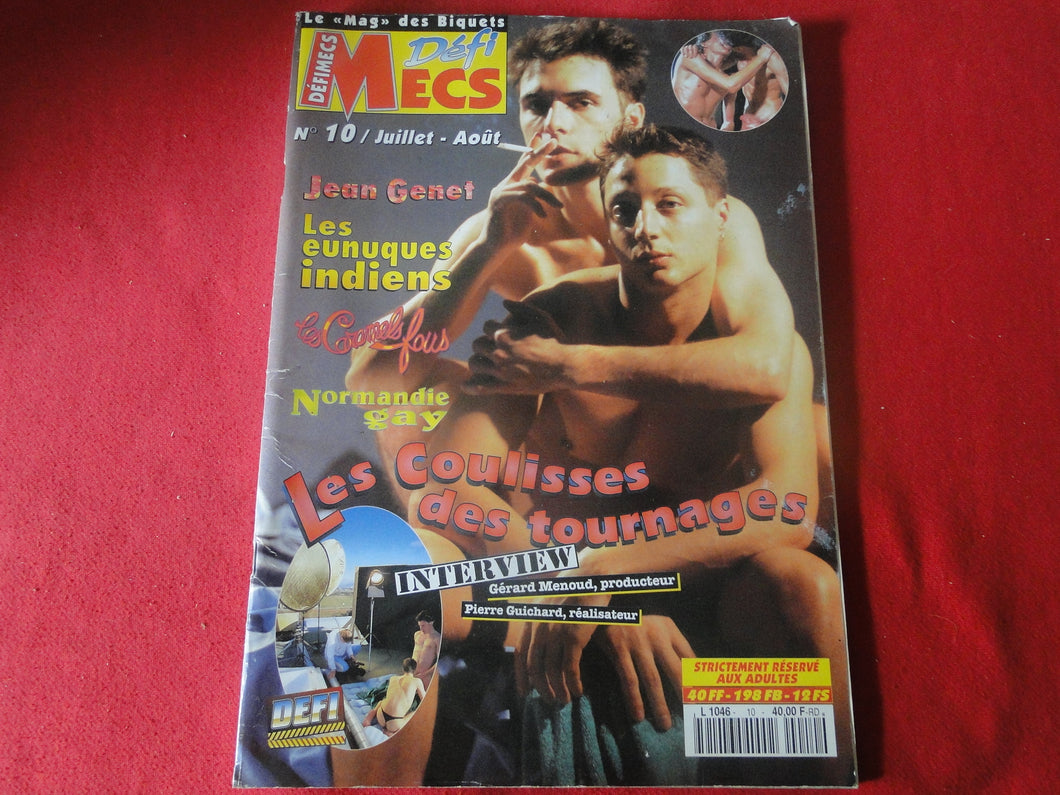 Le «Mag» des Biquets
DÉFIMECS
Défi
MECS
N° 10 / Juillet - Août
Jean Genet
Les
eunuques
indiens
les Gamels fous
Normandie
gay
Les Coulisses
des tournages
INTERVIEW
Gérard Menoud, producteur
Pierre Guichard, réalisateur
DEFI
STRICTEMENT RÉSERVÉ
AUX ADULTES
40 FF - 198 FB - 12 FS
L 1046 - 10 - 40,00 F-RD